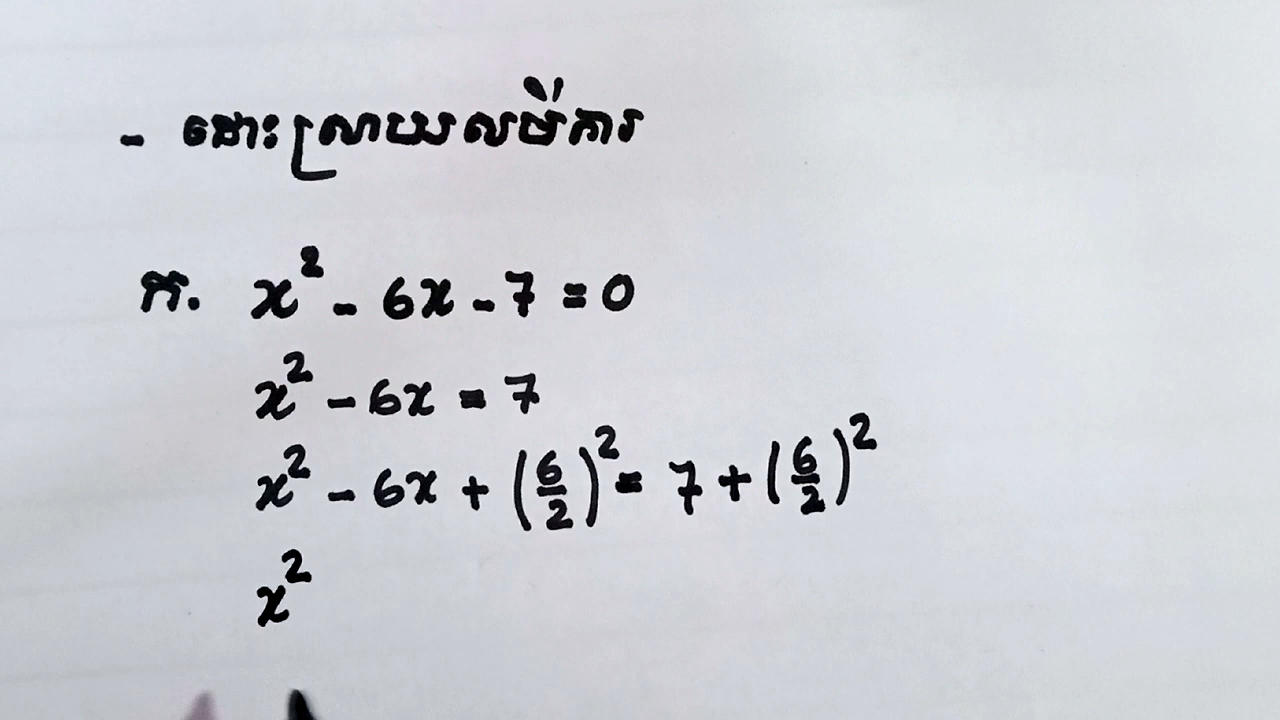 - ដោះស្រាយសមីការ
ក. x² - 6x - 7 = 0
x² - 6x = 7
x² - 6x + (6/2)² = 7 + (6/2)²
x²